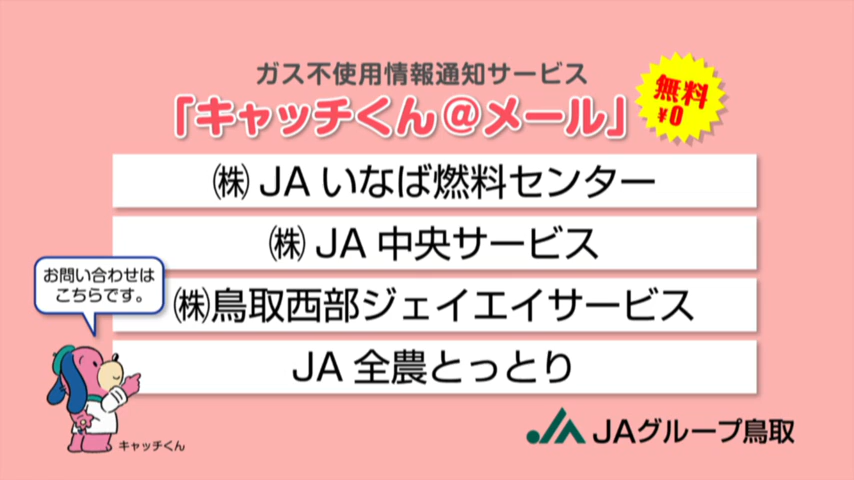 ガス不使用情報通知サービス
「キャッチくん＠メール」
無料
¥0
㈱ JA いなば燃料センター
㈱ JA 中央サービス
お問い合わせは
こちらです。
㈱鳥取西部ジェイエイサービス
JA 全農とっとり
キャッチくん
JAグループ鳥取